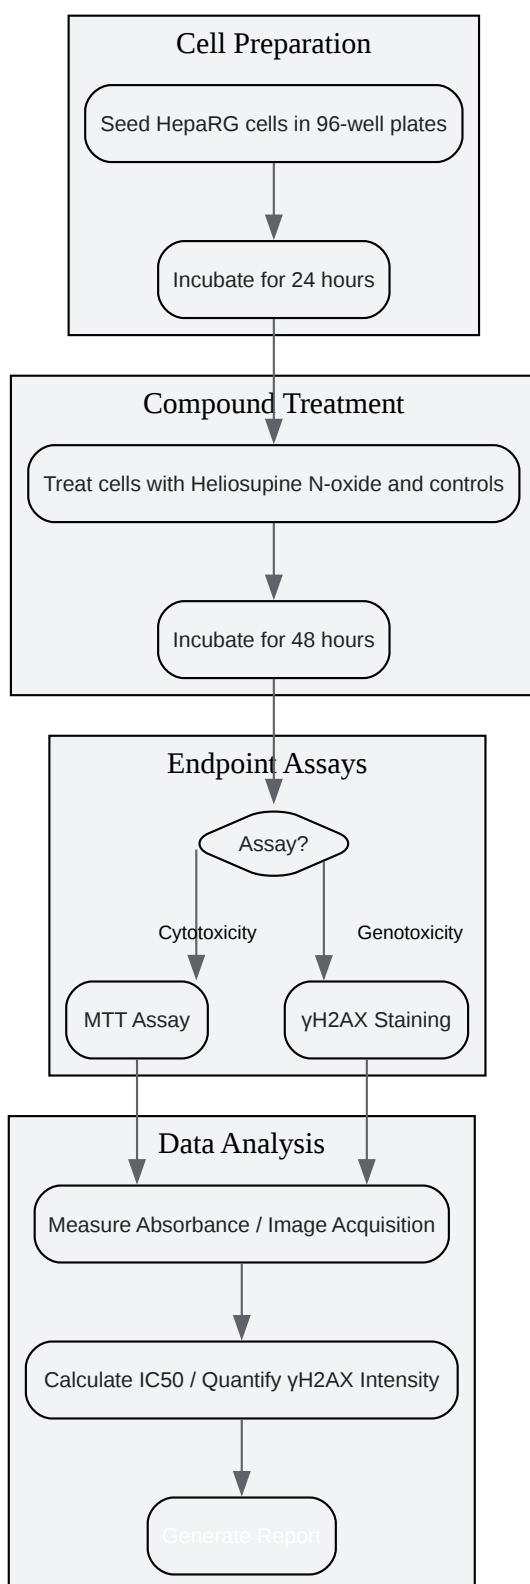 Cell Preparation
Seed HepaRG cells in 96-well plates
Incubate for 24 hours
Compound Treatment
Treat cells with Heliosupine N-oxide and controls
Incubate for 48 hours
Endpoint Assays
Assay?
Cytotoxicity
Genotoxicity
MTT Assay
γH2AX Staining
Data Analysis
Measure Absorbance / Image Acquisition
Calculate IC50 / Quantify γH2AX Intensity
Generate Report